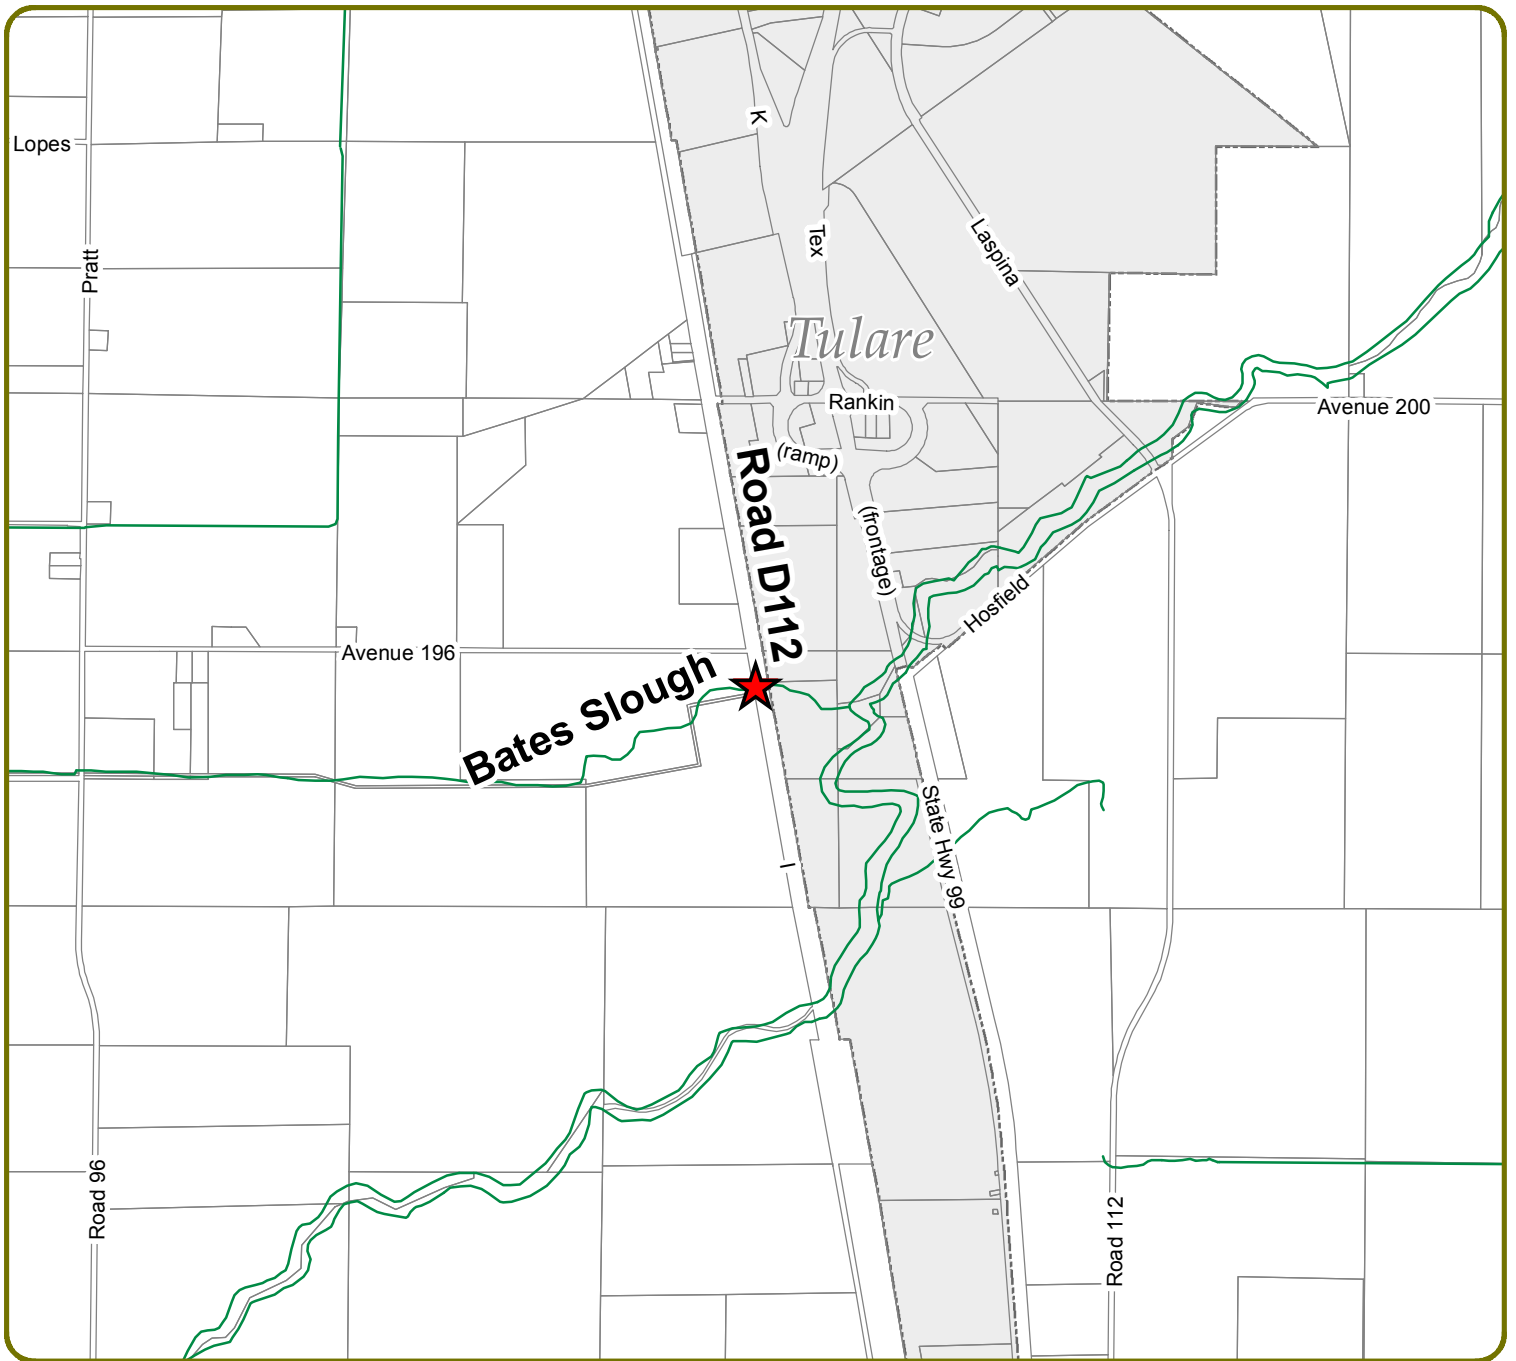 K
Lopes
Pratt
Tex
Laspina
Tulare
Rankin
Avenue 200
(ramp)
Road D112
(frontage)
Hosfield
Avenue 196
Bates Slough
State Hwy 99
I
Road 96
Road 112